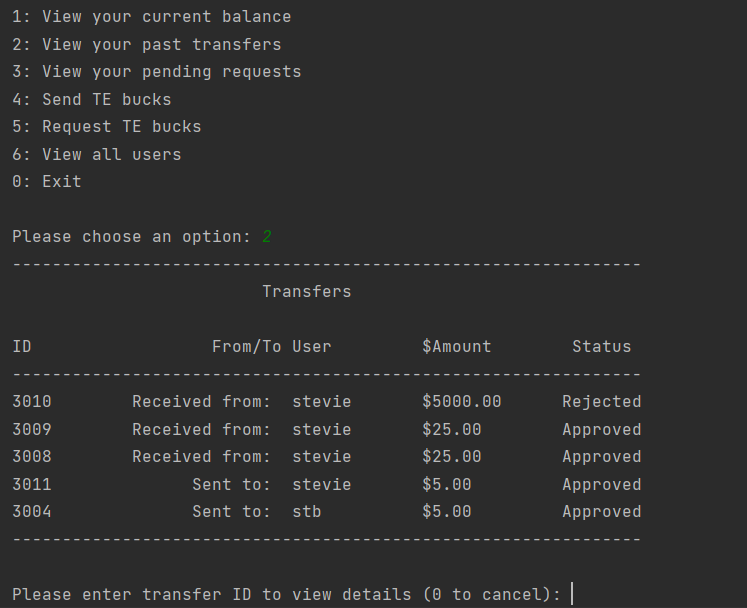 1: View your current balance
2: View your past transfers
3: View your pending requests
4: Send TE bucks
5: Request TE bucks
6: View all users
0: Exit
Please choose an option: 2
---------------------------------------------------------------
Transfers
ID From/To User $Amount Status
---------------------------------------------------------------
3010 Received from: stevie $5000.00 Rejected
3009 Received from: stevie $25.00 Approved
3008 Received from: stevie $25.00 Approved
3011 Sent to: stevie $5.00 Approved
3004 Sent to: stb $5.00 Approved
---------------------------------------------------------------
Please enter transfer ID to view details (0 to cancel):